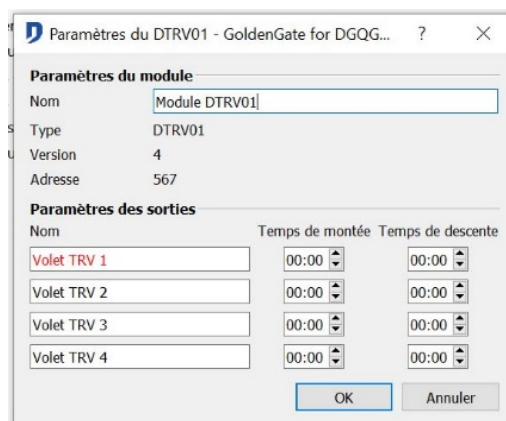 Paramètres du DTRV01 - GoldenGate for DGQG... ? ×
Paramètres du module
Nom Module DTRV01
Type DTRV01
Version 4
Adresse 567
Paramètres des sorties
Nom Temps de montée Temps de descente
Volet TRV 1 00:00 00:00
Volet TRV 2 00:00 00:00
Volet TRV 3 00:00 00:00
Volet TRV 4 00:00 00:00
OK Annuler